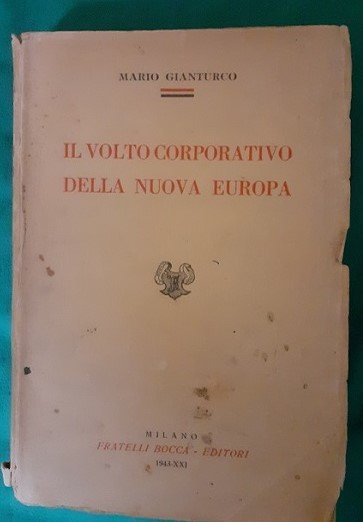 MARIO GIANTURCO
IL VOLTO CORPORATIVO
DELLA NUOVA EUROPA
MILANO
FRATELLI BOCCA - EDITORI
1943-XXI